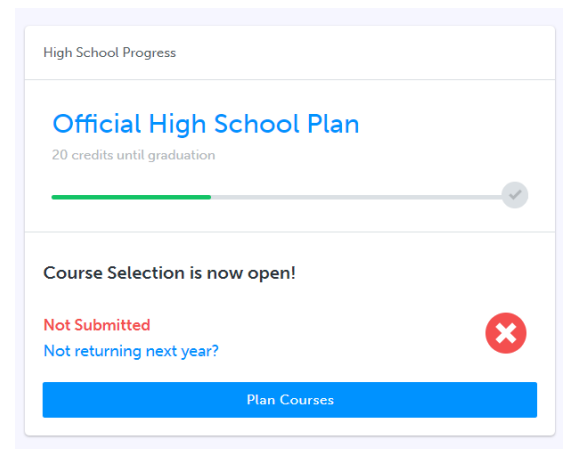 High School Progress
Official High School Plan
20 credits until graduation
Course Selection is now open!
Not Submitted
Not returning next year?
Plan Courses